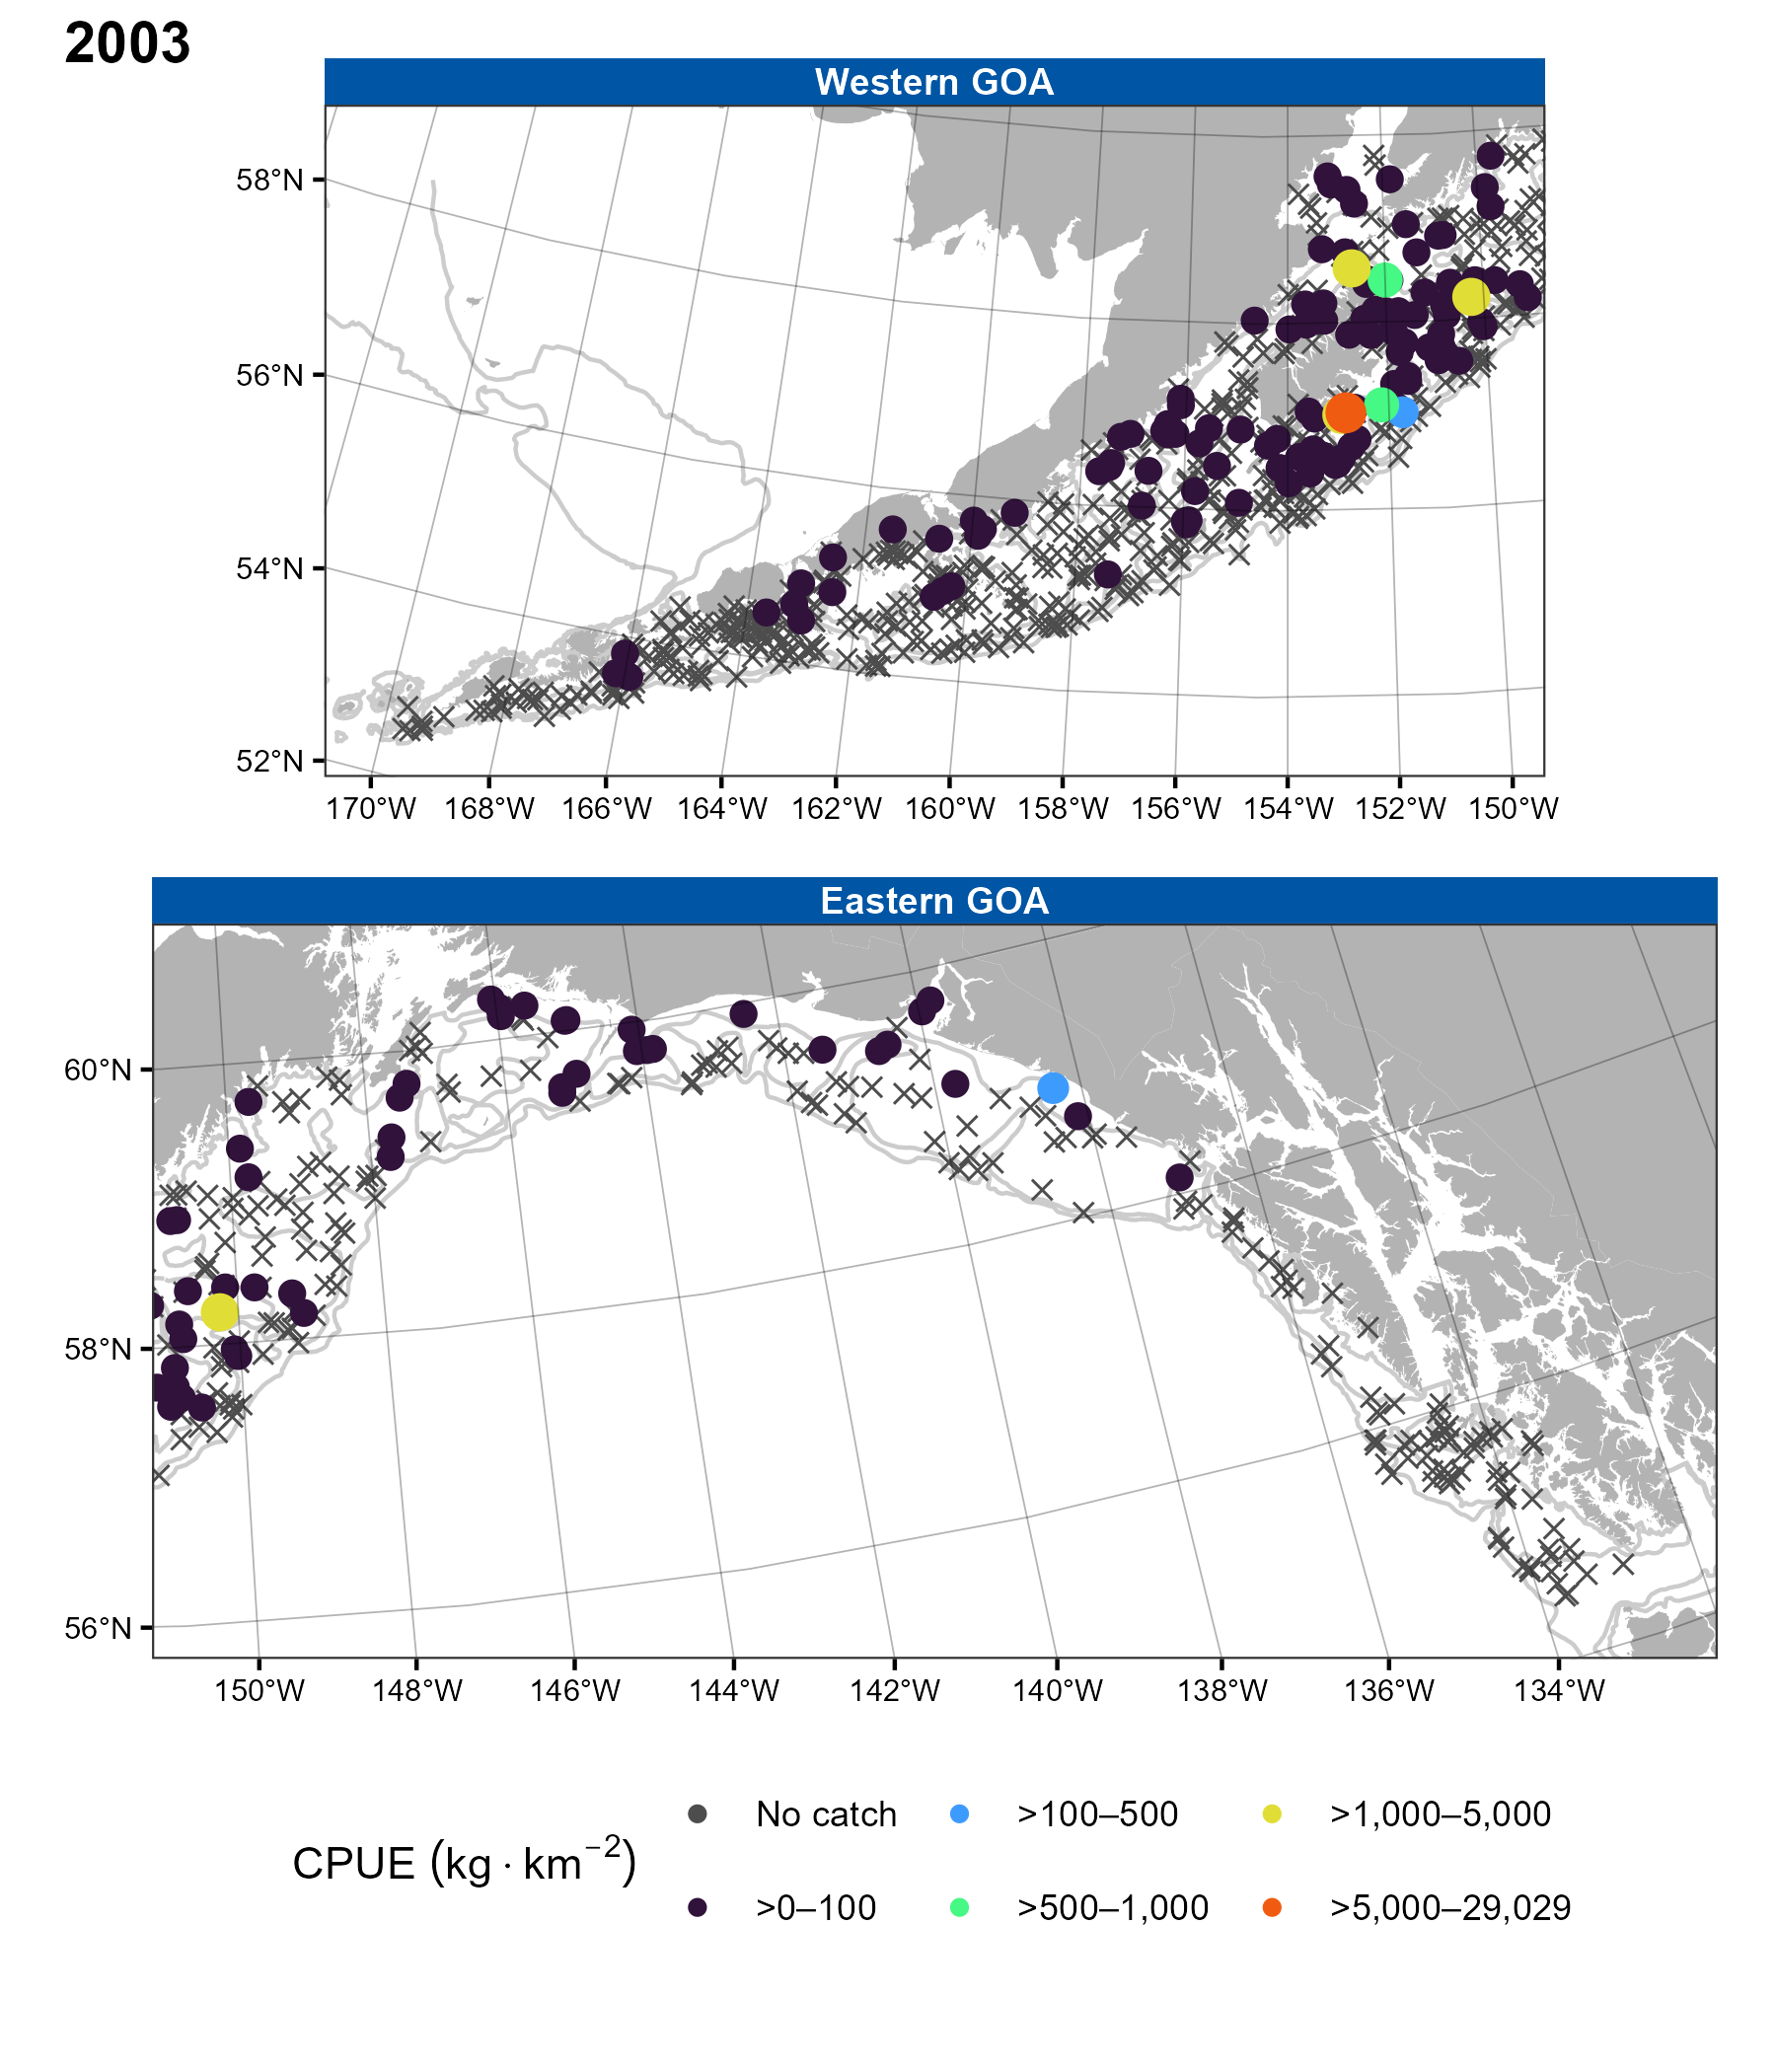 2003
Western GOA
58°N
56°N
54°N
52°N
170°W 168°W 166°W 164°W 162°W 160°W 158°W 156°W 154°W 152°W 150°W
Eastern GOA
60°N
58°N
56°N
150°W 148°W 146°W 144°W 142°W 140°W 138°W 136°W 134°W
CPUE (kg · km⁻²)
No catch >100–500 >1,000–5,000
>0–100 >500–1,000 >5,000–29,029